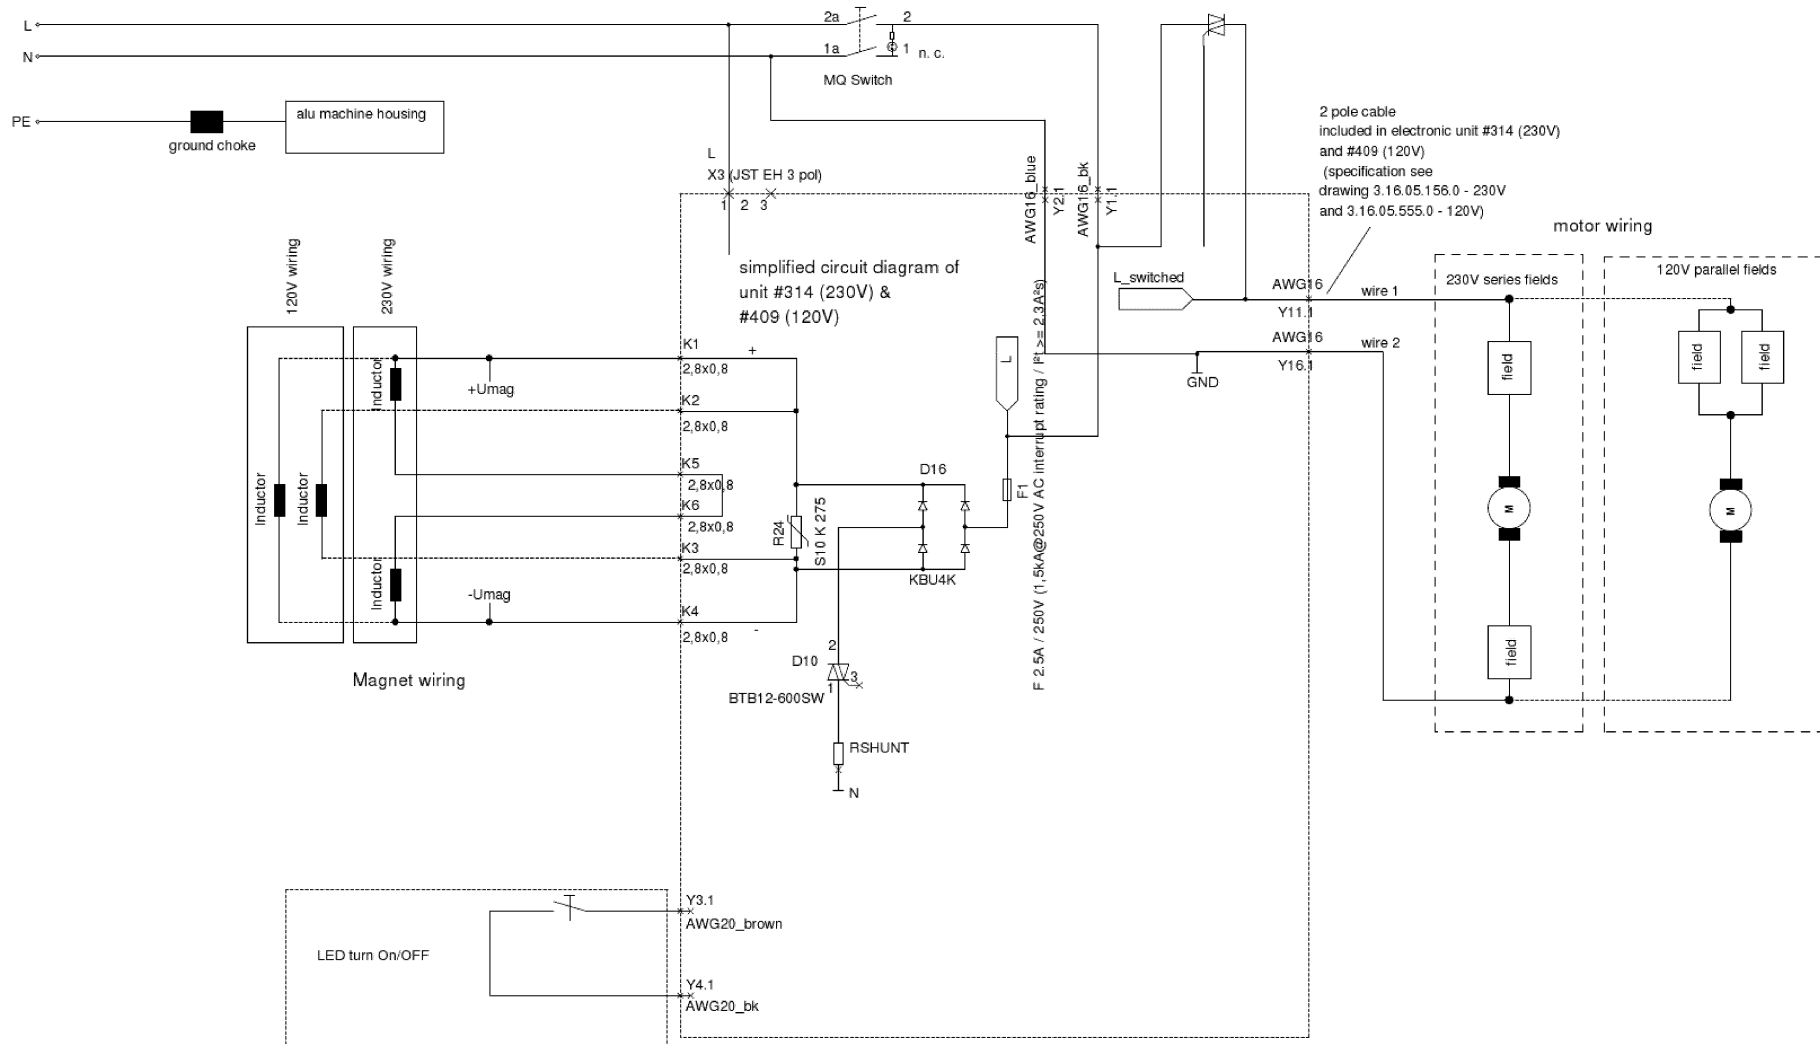 L
2a
2
N
1a
1
n. c.
MQ Switch
PE
ground choke
alu machine housing
2 pole cable
included in electronic unit #314 (230V)
and #409 (120V)
(specification see
drawing 3.16.05.156.0 - 230V
and 3.16.05.555.0 - 120V)
L
X3 (JST EH 3 pol)
1
2
3
AWG16_blue
Y2.1
AWG16_bk
Y1.1
motor wiring
120V wiring
230V wiring
simplified circuit diagram of
unit #314 (230V) &
#409 (120V)
L_switched
AWG16
Y11.1
wire 1
AWG16
Y16.1
wire 2
GND
230V series fields
120V parallel fields
field
field
field
M
M
field
K1
2,8x0,8
+
+Umag
K2
2,8x0,8
K5
2,8x0,8
K6
2,8x0,8
K3
2,8x0,8
-Umag
K4
2,8x0,8
-
Inductor
Inductor
Inductor
Inductor
Magnet wiring
R24
S10 K 275
D16
KBU4K
L
F1
F 2.5A / 250V (1,5kA@250V AC interrupt rating / I²t >= 2.3A²s)
2
D10
3
1
BTB12-600SW
RSHUNT
N
Y3.1
AWG20_brown
LED turn On/OFF
Y4.1
AWG20_bk